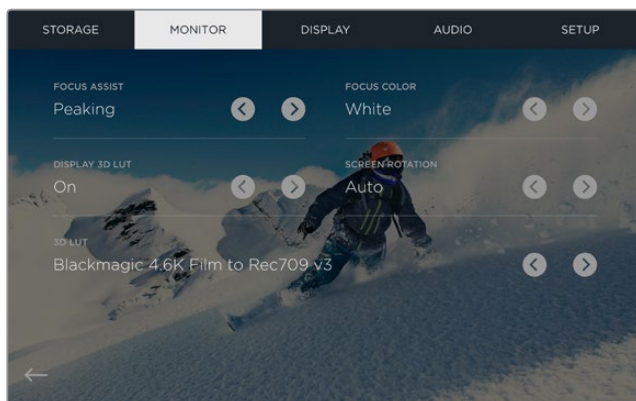 STORAGE MONITOR DISPLAY AUDIO SETUP
FOCUS ASSIST FOCUS COLOR
Peaking White
DISPLAY 3D LUT SCREEN ROTATION
On Auto
3D LUT
Blackmagic 4.6K Film to Rec709 v3